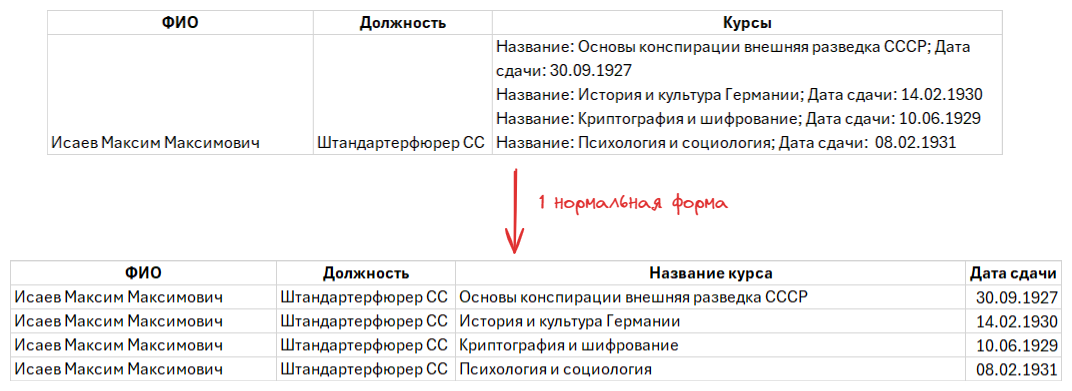 ФИО Должность Курсы
Название: Основы конспирации внешняя разведка СССР; Дата
сдачи: 30.09.1927
Название: История и культура Германии; Дата сдачи: 14.02.1930
Название: Криптография и шифрование; Дата сдачи: 10.06.1929
Исаев Максим Максимович Штандартерфюрер СС Название: Психология и социология; Дата сдачи: 08.02.1931
1 нормальная форма
ФИО Должность Название курса Дата сдачи
Исаев Максим Максимович Штандартерфюрер СС Основы конспирации внешняя разведка СССР 30.09.1927
Исаев Максим Максимович Штандартерфюрер СС История и культура Германии 14.02.1930
Исаев Максим Максимович Штандартерфюрер СС Криптография и шифрование 10.06.1929
Исаев Максим Максимович Штандартерфюрер СС Психология и социология 08.02.1931